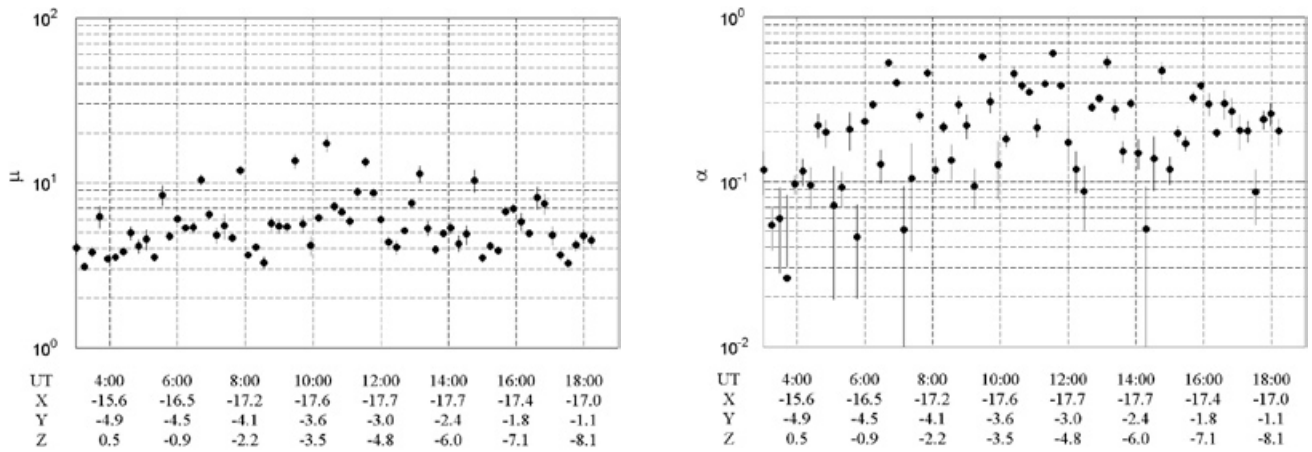 10²
μ
10¹
10⁰
UT 4:00 6:00 8:00 10:00 12:00 14:00 16:00 18:00
X -15.6 -16.5 -17.2 -17.6 -17.7 -17.7 -17.4 -17.0
Y -4.9 -4.5 -4.1 -3.6 -3.0 -2.4 -1.8 -1.1
Z 0.5 -0.9 -2.2 -3.5 -4.8 -6.0 -7.1 -8.1
10⁰
α
10⁻¹
10⁻²
UT 4:00 6:00 8:00 10:00 12:00 14:00 16:00 18:00
X -15.6 -16.5 -17.2 -17.6 -17.7 -17.7 -17.4 -17.0
Y -4.9 -4.5 -4.1 -3.6 -3.0 -2.4 -1.8 -1.1
Z 0.5 -0.9 -2.2 -3.5 -4.8 -6.0 -7.1 -8.1